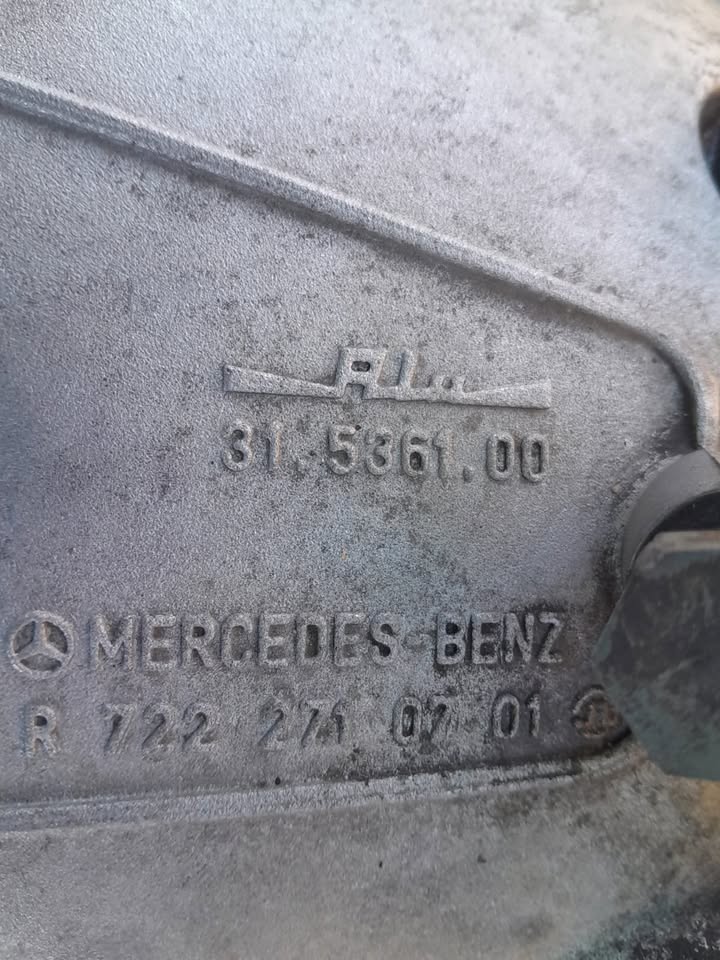 31.5361.00
MERCEDES-BENZ
R 722 271 07 01